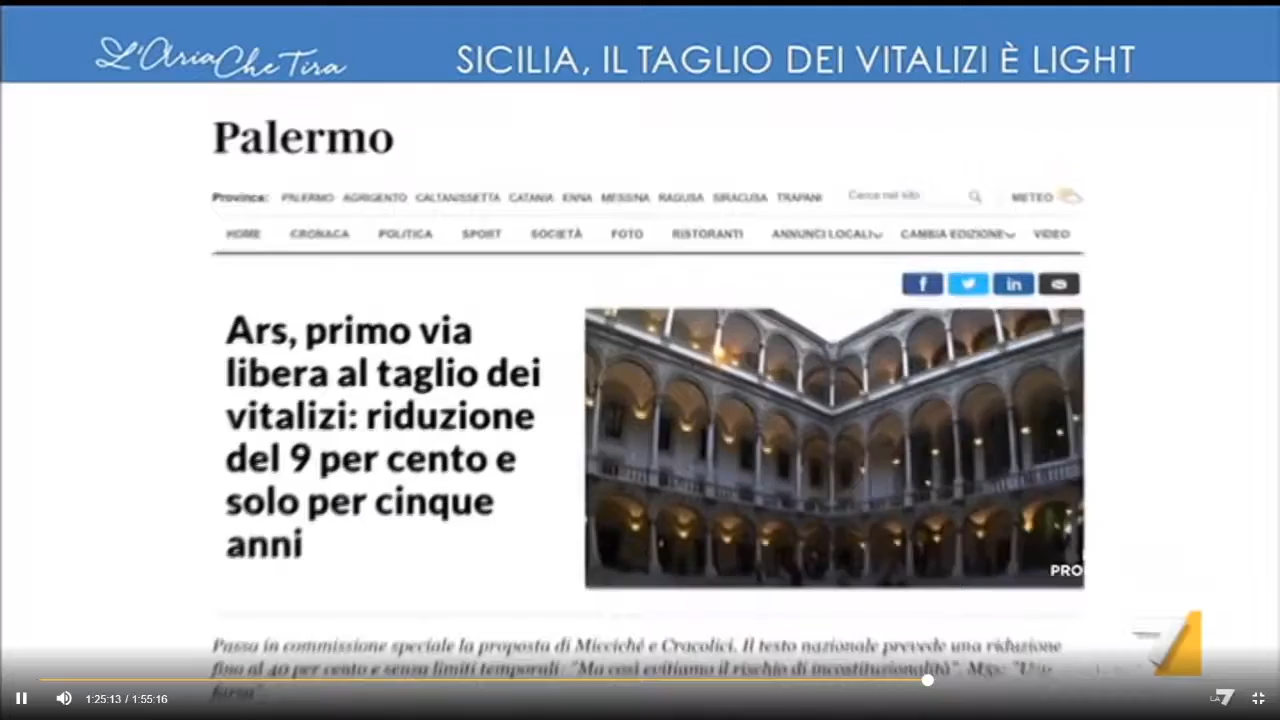 L'Aria Che Tira
SICILIA, IL TAGLIO DEI VITALIZI È LIGHT
Palermo
Province: PALERMO AGRIGENTO CALTANISSETTA CATANIA ENNA MESSINA RAGUSA SIRACUSA TRAPANI Cerca nel sito METEO
HOME CRONACA POLITICA SPORT SOCIETÀ FOTO RISTORANTI ANNUNCI LOCALI CAMBIA EDIZIONE VIDEO
f in
Ars, primo via
libera al taglio dei
vitalizi: riduzione
del 9 per cento e
solo per cinque
anni
PRO
Passa in commissione speciale la proposta di Micciché e Cracolici. Il testo nazionale prevede una riduzione
fino al 40 per cento e senza limiti temporali: "Ma così evitiamo il rischio di incostituzionalità". M5s: "Una
farsa"
7
1:25:13 / 1:55:16
LA7